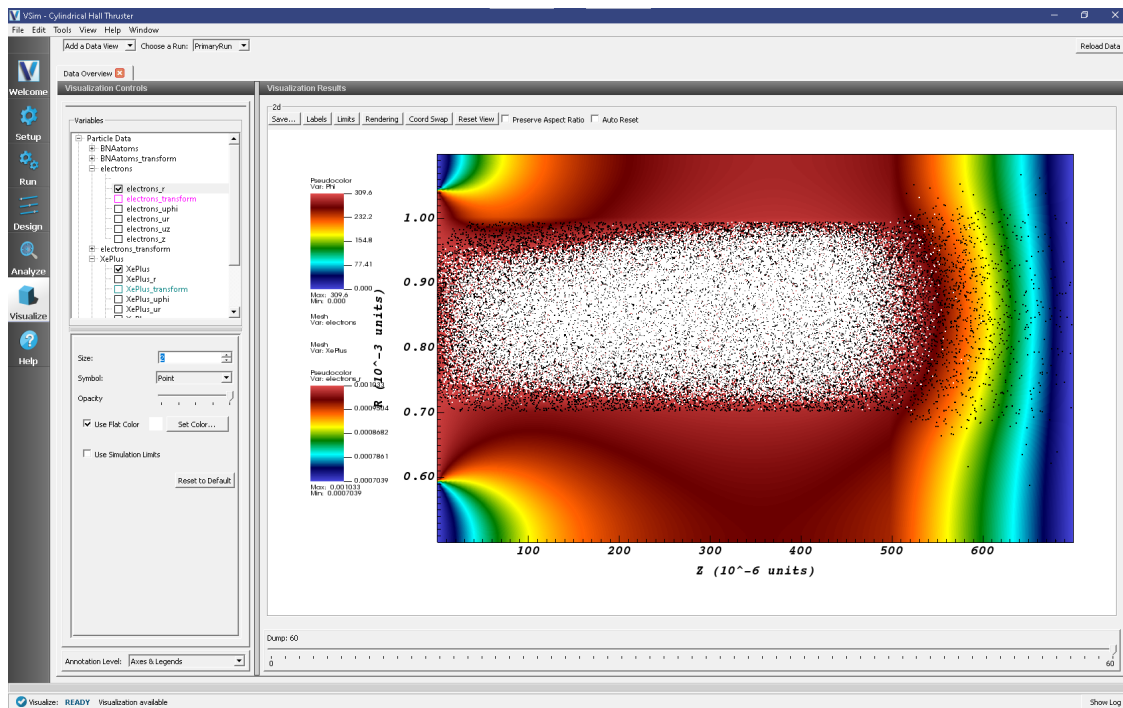 VSim - Cylindrical Hall Thruster
File Edit Tools View Help Window
Add a Data View Choose a Run: PrimaryRun
Reload Data
Data Overview
Welcome
Setup
Run
Design
Analyze
Visualize
Help
Visualization Controls
Variables
Particle Data
BNAatoms
BNAatoms_transform
electrons
electrons_r
electrons_transform
electrons_uphi
electrons_ur
electrons_uz
electrons_z
electrons_transform
XePlus
XePlus
XePlus_r
XePlus_transform
XePlus_uphi
XePlus_ur
Size: 2
Symbol: Point
Opacity
Use Flat Color Set Color...
Use Simulation Limits
Reset to Default
Annotation Level: Axes & Legends
Visualization Results
2d
Save... Labels Limits Rendering Coord Swap Reset View Preserve Aspect Ratio Auto Reset
Pseudocolor
Var: Phi
309.6
232.2
154.8
77.41
0.000
Max: 309.6
Min: 0.000
Mesh
Var: electrons
Mesh
Var: XePlus
Pseudocolor
Var: electrons_r
0.001033
0.0009504
0.0008682
0.0007861
0.0007039
Max: 0.001033
Min: 0.0007039
R (10^-3 units)
1.00
0.90
0.80
0.70
0.60
100 200 300 400 500 600
Z (10^-6 units)
Dump: 60
0 60
Visualize: READY Visualization available
Show Log